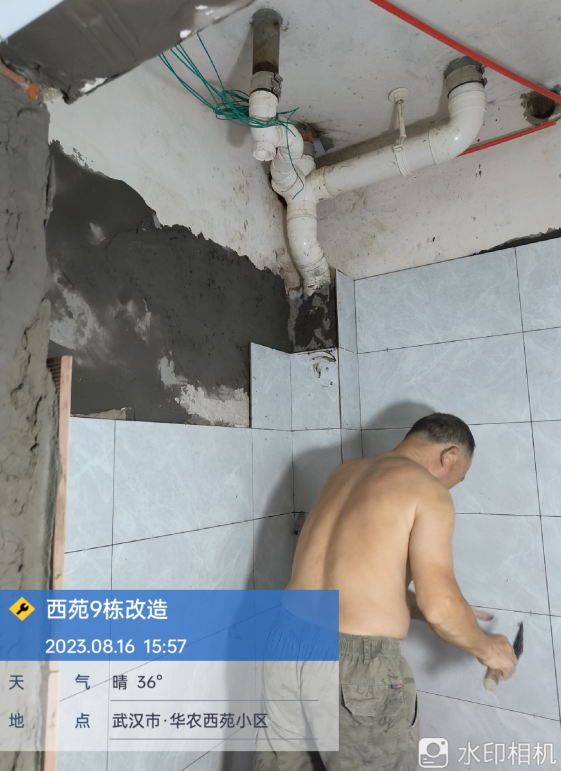 西苑9栋改造
2023.08.16 15:57
天 气 晴 36°
地 点 武汉市·华农西苑小区
水印相机